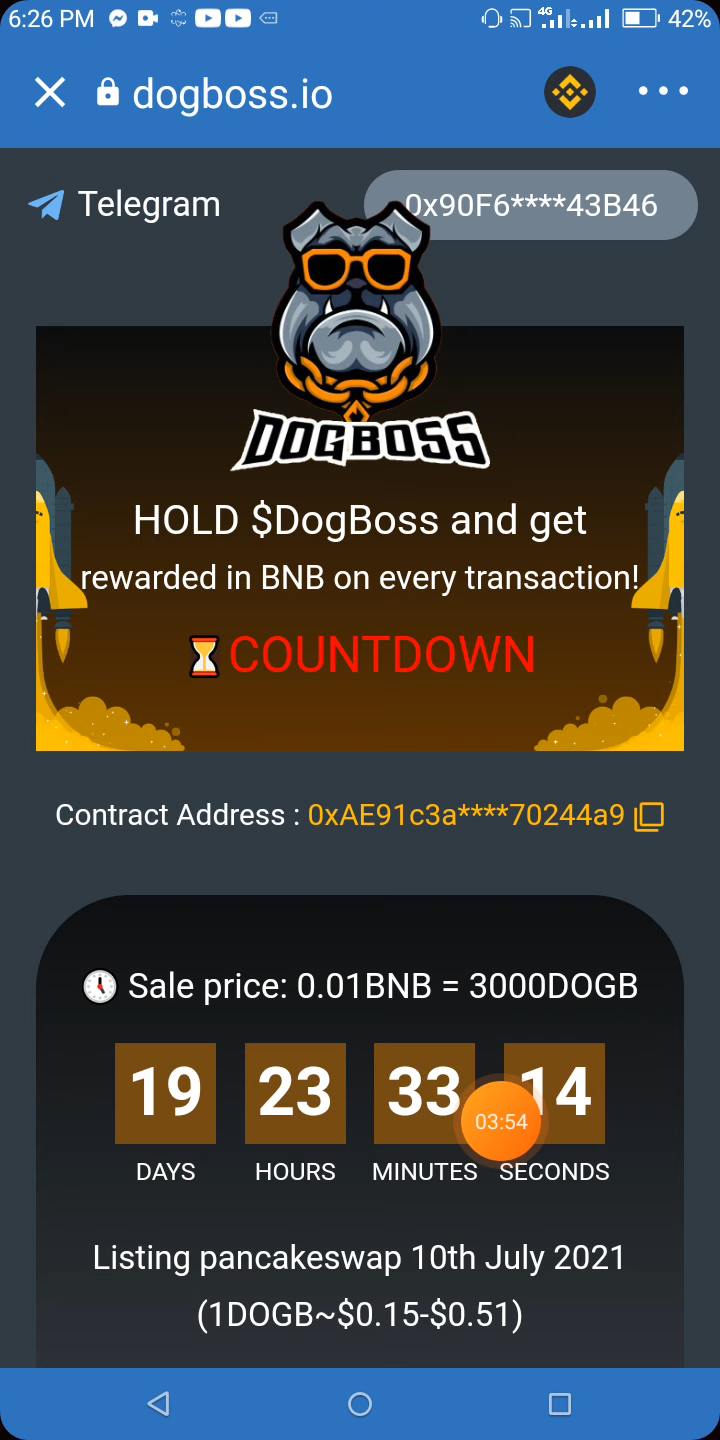 6:26 PM
4G
42%
dogboss.io
Telegram
0x90F6****43B46
DOGBOSS
HOLD $DogBoss and get
rewarded in BNB on every transaction!
⏳COUNTDOWN
Contract Address : 0xAE91c3a****70244a9
🕔 Sale price: 0.01BNB = 3000DOGB
19 23 33 14
03:54
DAYS HOURS MINUTES SECONDS
Listing pancakeswap 10th July 2021
(1DOGB~$0.15-$0.51)